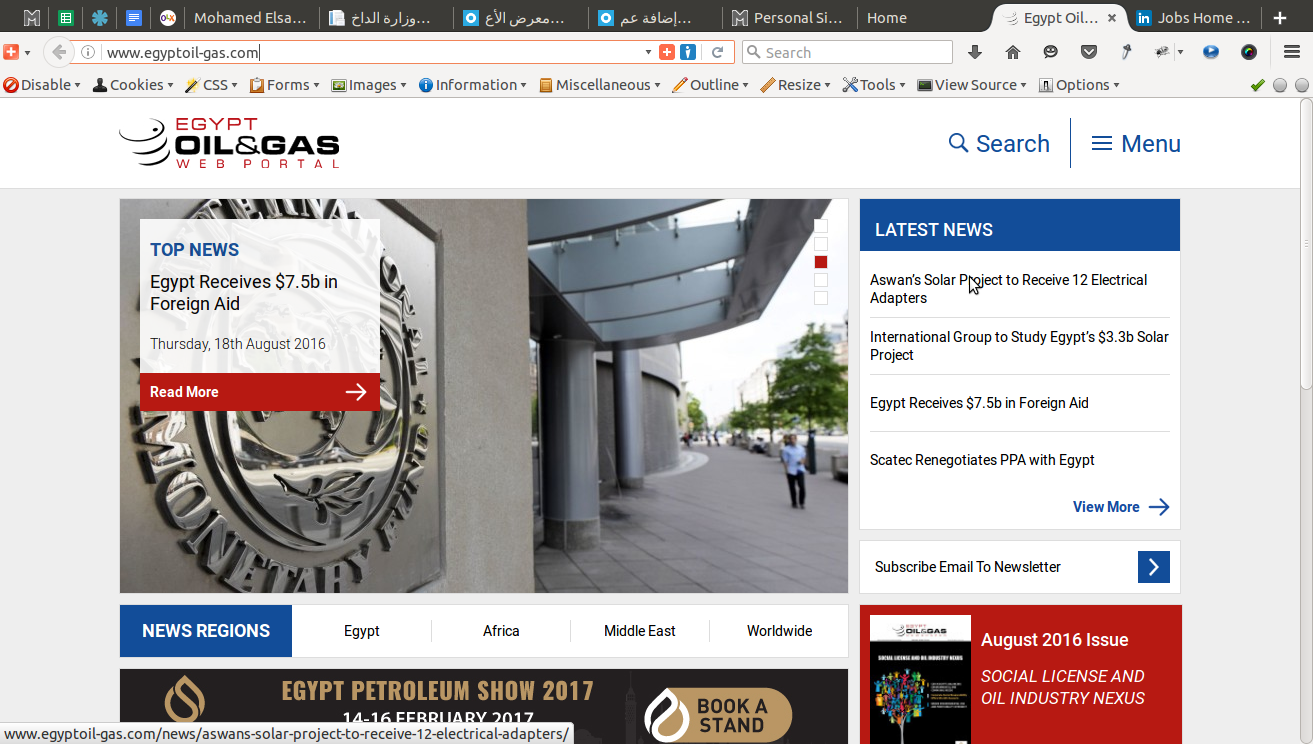 Mohamed Elsa...
وزارة الداخ...
معرض الأع...
إضافة عم...
Personal Si...
Home
Egypt Oil...
Jobs Home ...
www.egyptoil-gas.com
Search
Disable
Cookies
CSS
Forms
Images
Information
Miscellaneous
Outline
Resize
Tools
View Source
Options
EGYPT
OIL&GAS
WEB PORTAL
Search
Menu
TOP NEWS
Egypt Receives $7.5b in
Foreign Aid
Thursday, 18th August 2016
Read More
MONETARY
LATEST NEWS
Aswan's Solar Project to Receive 12 Electrical
Adapters
International Group to Study Egypt's $3.3b Solar
Project
Egypt Receives $7.5b in Foreign Aid
Scatec Renegotiates PPA with Egypt
View More
Subscribe Email To Newsletter
NEWS REGIONS
Egypt
Africa
Middle East
Worldwide
EGYPT PETROLEUM SHOW 2017
14-16 FEBRUARY 2017
BOOK A
STAND
EGYPT
OIL&GAS
SOCIAL LICENSE AND OIL INDUSTRY NEXUS
August 2016 Issue
SOCIAL LICENSE AND
OIL INDUSTRY NEXUS
www.egyptoil-gas.com/news/aswans-solar-project-to-receive-12-electrical-adapters/